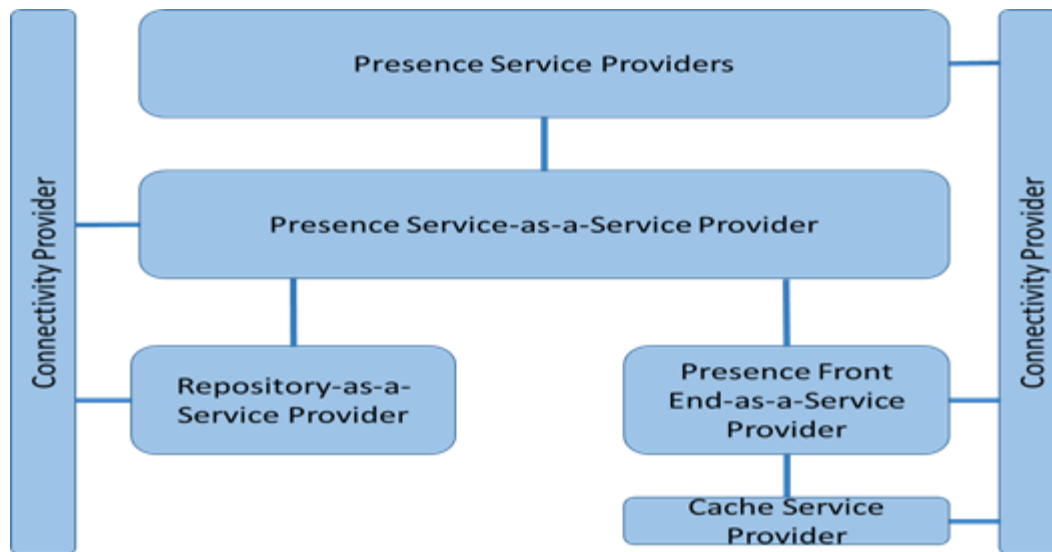 Presence Service Providers
Connectivity Provider
Connectivity Provider
Presence Service-as-a-Service Provider
Repository-as-a-
Service Provider
Presence Front
End-as-a-Service
Provider
Cache Service
Provider